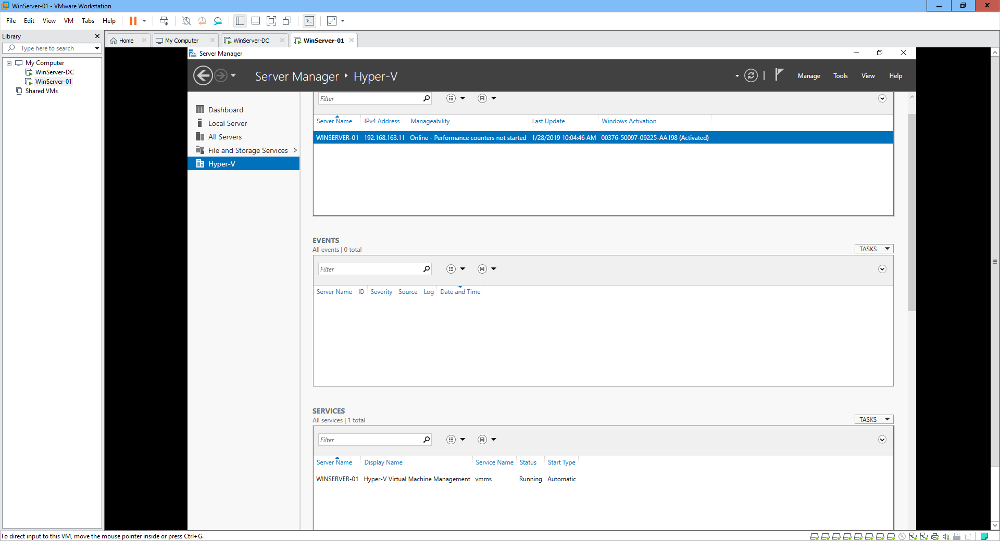 WinServer-01 - VMware Workstation
File Edit View VM Tabs Help
Library
Type here to search
My Computer
WinServer-DC
WinServer-01
Shared VMs
Home My Computer WinServer-DC WinServer-01
Server Manager
Server Manager Hyper-V
Manage Tools View Help
Dashboard
Local Server
All Servers
File and Storage Services
Hyper-V
Filter
Server Name IPv4 Address Manageability Last Update Windows Activation
WINSERVER-01 192.168.163.11 Online - Performance counters not started 1/28/2019 10:04:46 AM 00376-50097-09225-AA198 (Activated)
EVENTS
All events | 0 total
TASKS
Filter
Server Name ID Severity Source Log Date and Time
SERVICES
All services | 1 total
TASKS
Filter
Server Name Display Name Service Name Status Start Type
WINSERVER-01 Hyper-V Virtual Machine Management vmms Running Automatic
To direct input to this VM, move the mouse pointer inside or press Ctrl+G.